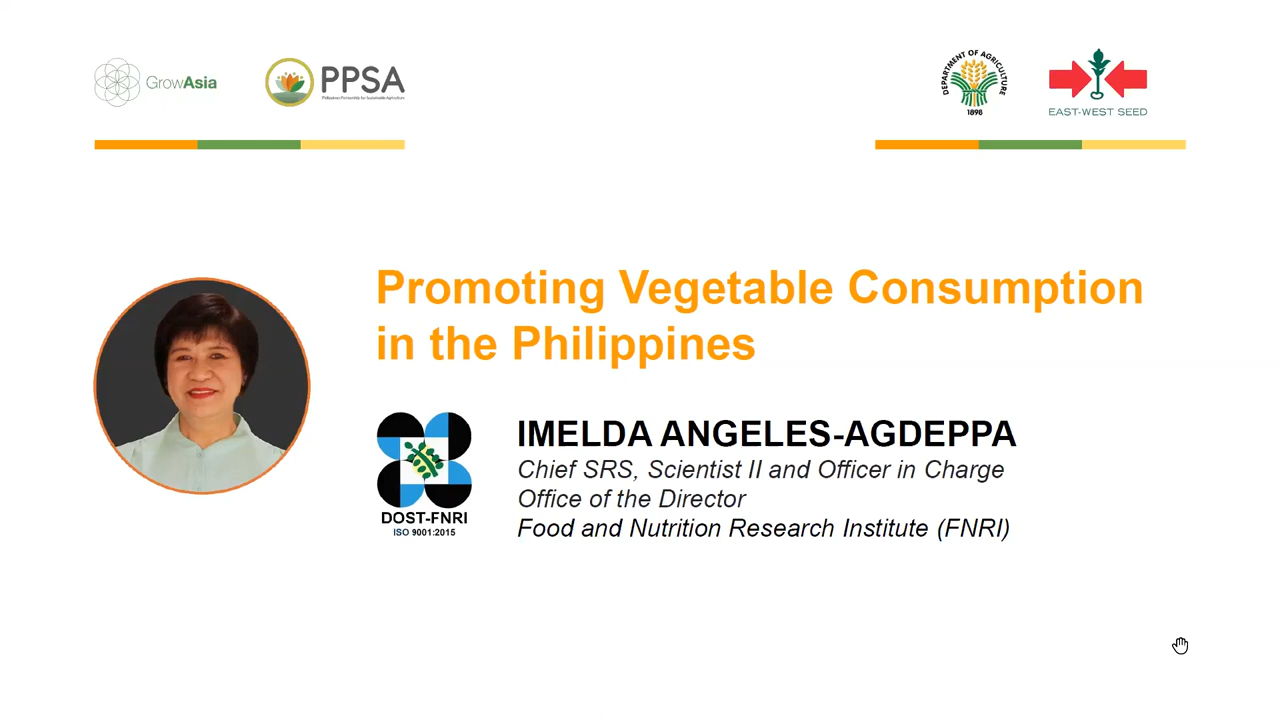 GrowAsia
PPSA
Philippines Partnership for Sustainable Agriculture
DEPARTMENT OF AGRICULTURE
1898
EAST-WEST SEED
Promoting Vegetable Consumption
in the Philippines
IMELDA ANGELES-AGDEPPA
Chief SRS, Scientist II and Officer in Charge
Office of the Director
Food and Nutrition Research Institute (FNRI)
DOST-FNRI
ISO 9001:2015